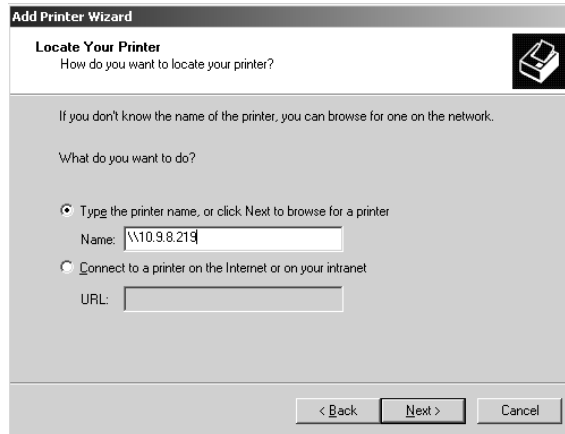 Add Printer Wizard
Locate Your Printer
How do you want to locate your printer?
If you don't know the name of the printer, you can browse for one on the network.
What do you want to do?
Type the printer name, or click Next to browse for a printer
Name: \\10.9.8.219
Connect to a printer on the Internet or on your intranet
URL:
< Back Next > Cancel